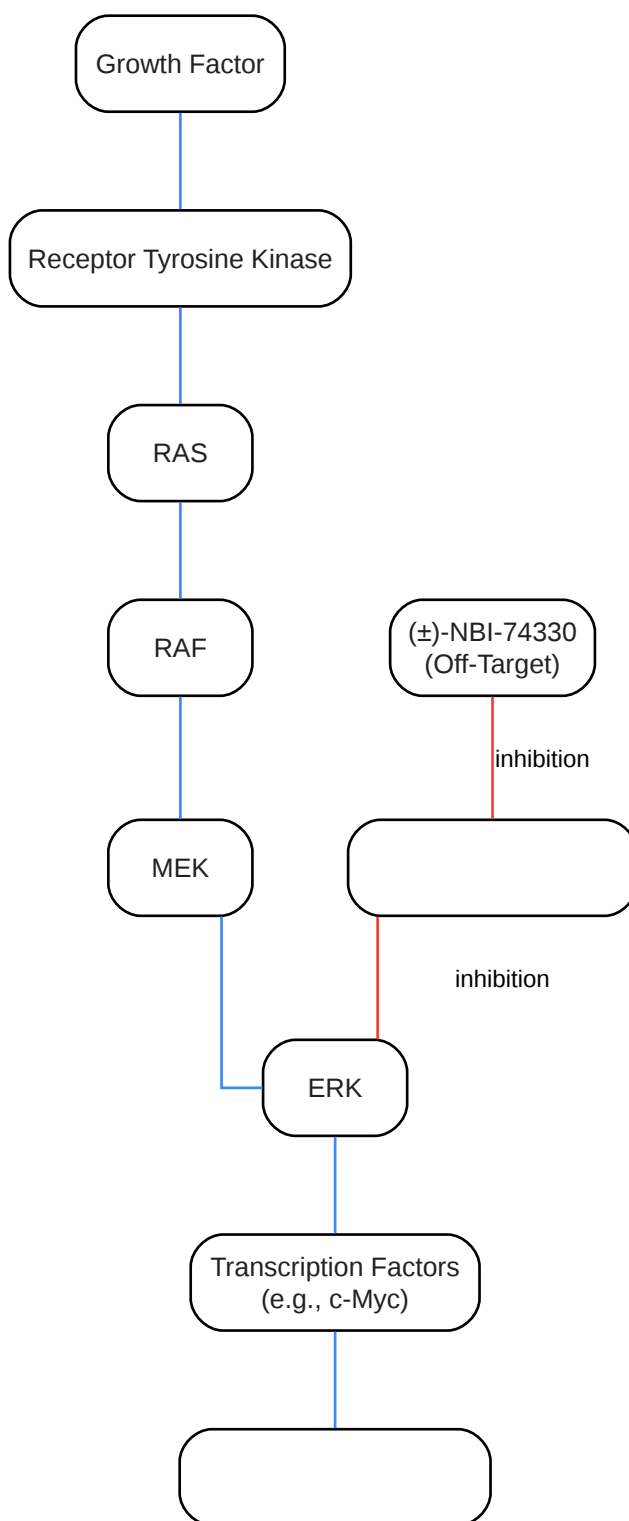 Growth Factor
Receptor Tyrosine Kinase
RAS
RAF
(±)-NBI-74330
(Off-Target)
inhibition
MEK
inhibition
ERK
Transcription Factors
(e.g., c-Myc)